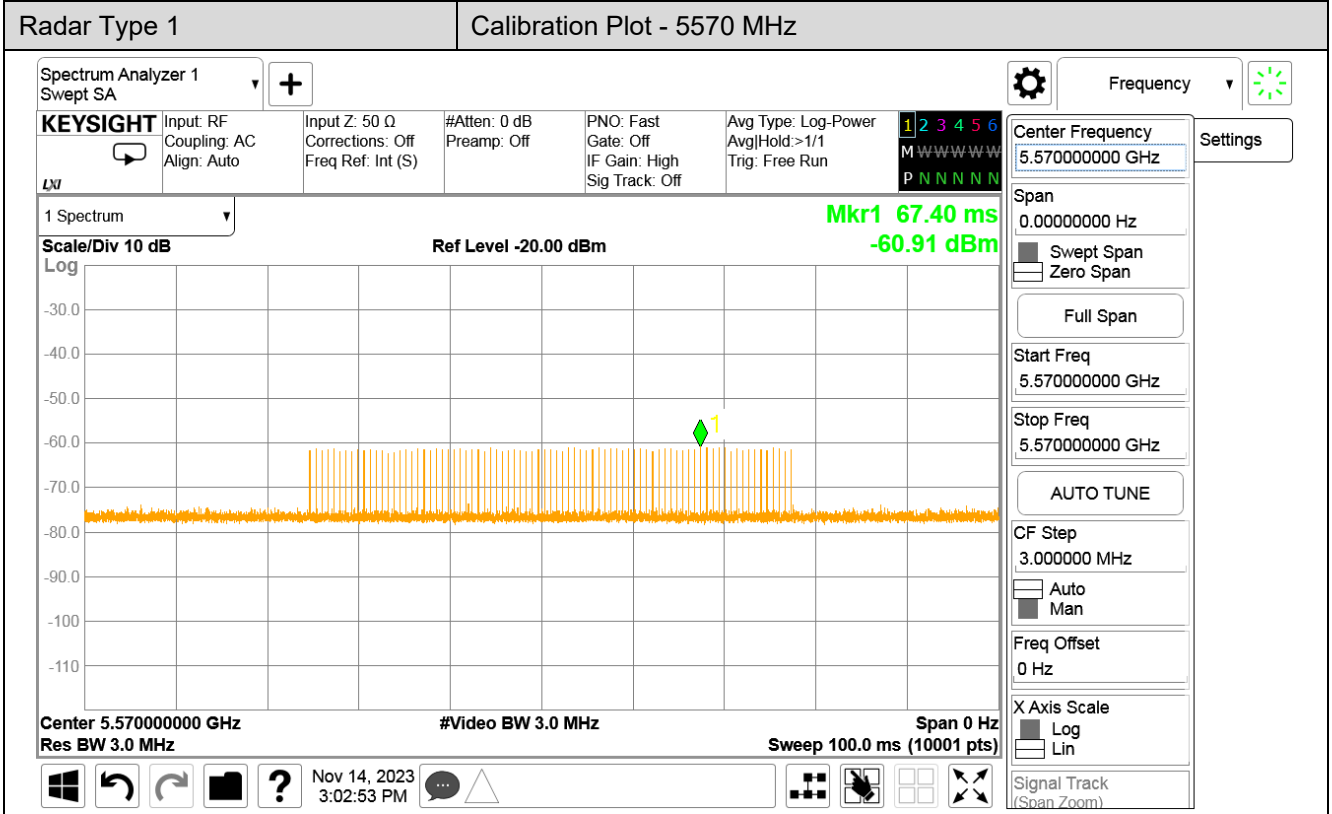 Radar Type 1
Calibration Plot - 5570 MHz
Spectrum Analyzer 1
Swept SA
Frequency
KEYSIGHT
LXI
Input: RF
Coupling: AC
Align: Auto
Input Z: 50 Ω
Corrections: Off
Freq Ref: Int (S)
#Atten: 0 dB
Preamp: Off
PNO: Fast
Gate: Off
IF Gain: High
Sig Track: Off
Avg Type: Log-Power
Avg|Hold:>1/1
Trig: Free Run
1 2 3 4 5 6
M W W W W W
P N N N N N
1 Spectrum
Scale/Div 10 dB
Log
Ref Level -20.00 dBm
Mkr1 67.40 ms
-60.91 dBm
-30.0
-40.0
-50.0
-60.0
-70.0
-80.0
-90.0
-100
-110
1
Center 5.570000000 GHz
Res BW 3.0 MHz
#Video BW 3.0 MHz
Span 0 Hz
Sweep 100.0 ms (10001 pts)
Nov 14, 2023
3:02:53 PM
Center Frequency
5.570000000 GHz
Settings
Span
0.00000000 Hz
Swept Span
Zero Span
Full Span
Start Freq
5.570000000 GHz
Stop Freq
5.570000000 GHz
AUTO TUNE
CF Step
3.000000 MHz
Auto
Man
Freq Offset
0 Hz
X Axis Scale
Log
Lin
Signal Track
(Span Zoom)